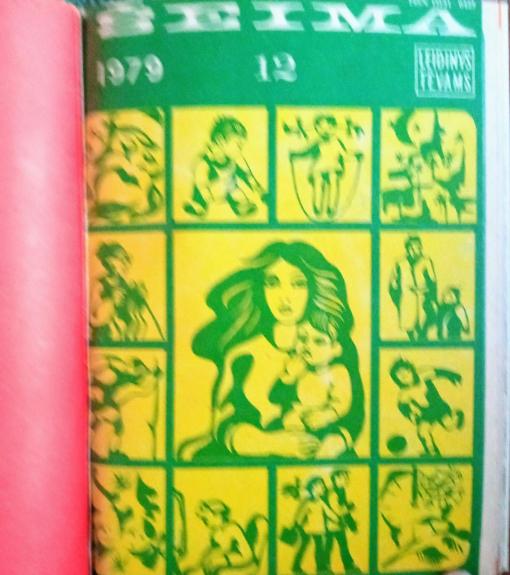 ŠEIMA
1979
12
LEIDINYS
TĖVAMS